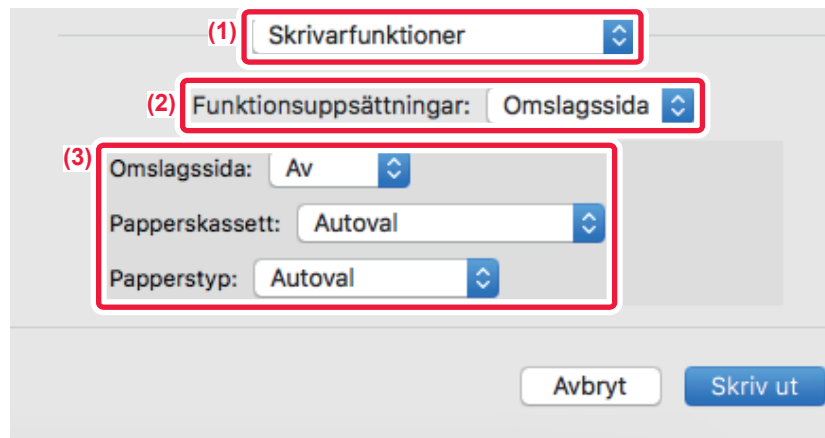 (1) Skrivarfunktioner
(2) Funktionsuppsättningar: Omslagssida
(3) Omslagssida: Av
Papperskassett: Autoval
Papperstyp: Autoval
Avbryt Skriv ut